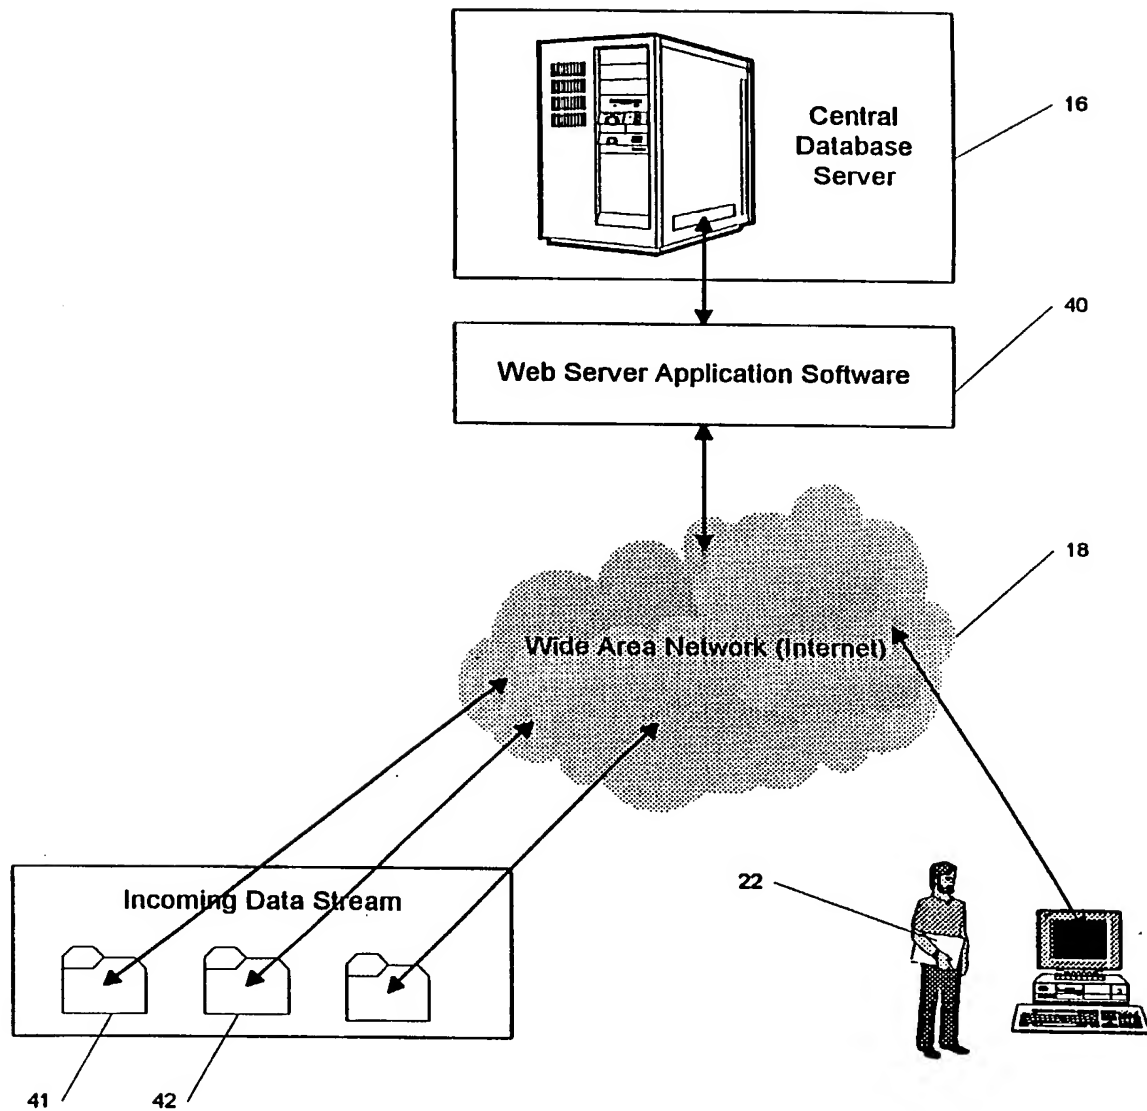 Central
Database
Server
16
Web Server Application Software
40
Wide Area Network (Internet)
18
Incoming Data Stream
22
41
42